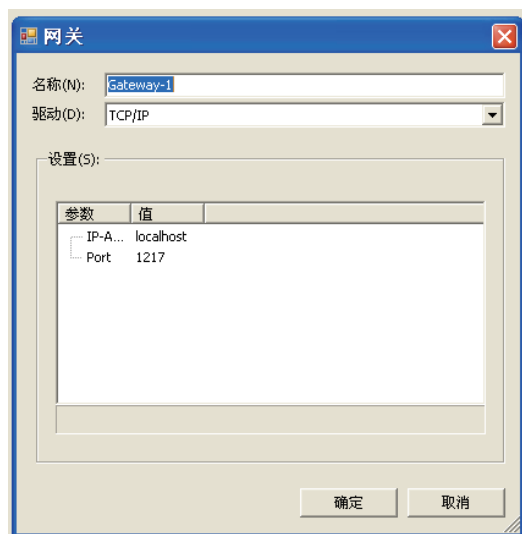 网关
名称(N): Gateway-1
驱动(D): TCP/IP
设置(S):
参数 值
IP-A... localhost
Port 1217
确定 取消